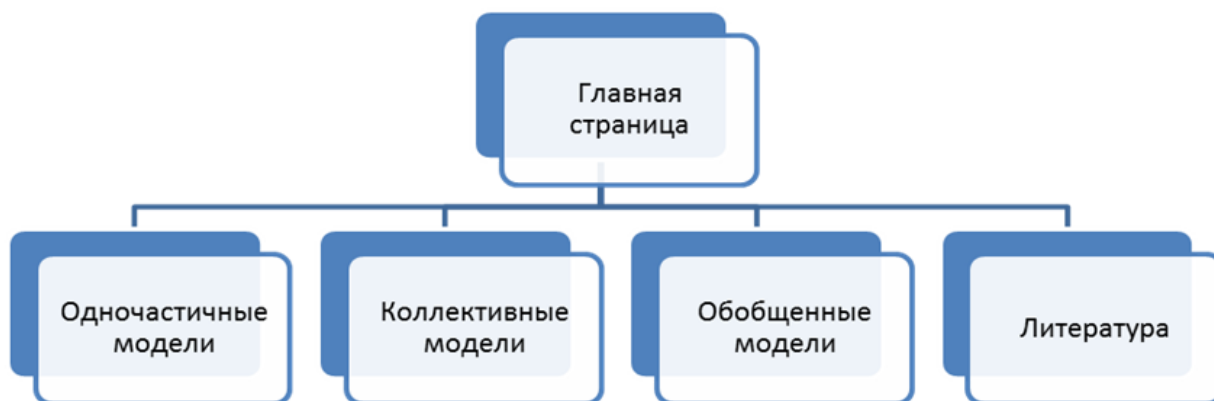 Главная
страница
Одночастичные
модели
Коллективные
модели
Обобщенные
модели
Литература